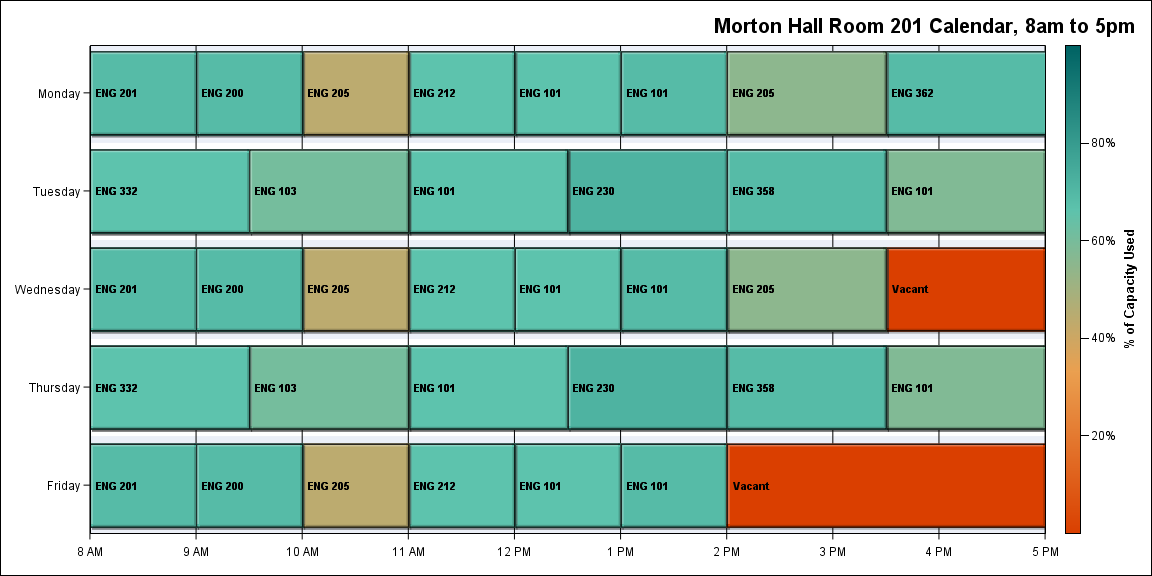 Morton Hall Room 201 Calendar, 8am to 5pm
Monday
ENG 201 ENG 200 ENG 205 ENG 212 ENG 101 ENG 101 ENG 205 ENG 362
Tuesday
ENG 332 ENG 103 ENG 101 ENG 230 ENG 358 ENG 101
Wednesday
ENG 201 ENG 200 ENG 205 ENG 212 ENG 101 ENG 101 ENG 205 Vacant
Thursday
ENG 332 ENG 103 ENG 101 ENG 230 ENG 358 ENG 101
Friday
ENG 201 ENG 200 ENG 205 ENG 212 ENG 101 ENG 101 Vacant
8 AM 9 AM 10 AM 11 AM 12 PM 1 PM 2 PM 3 PM 4 PM 5 PM
80%
60%
40%
20%
% of Capacity Used